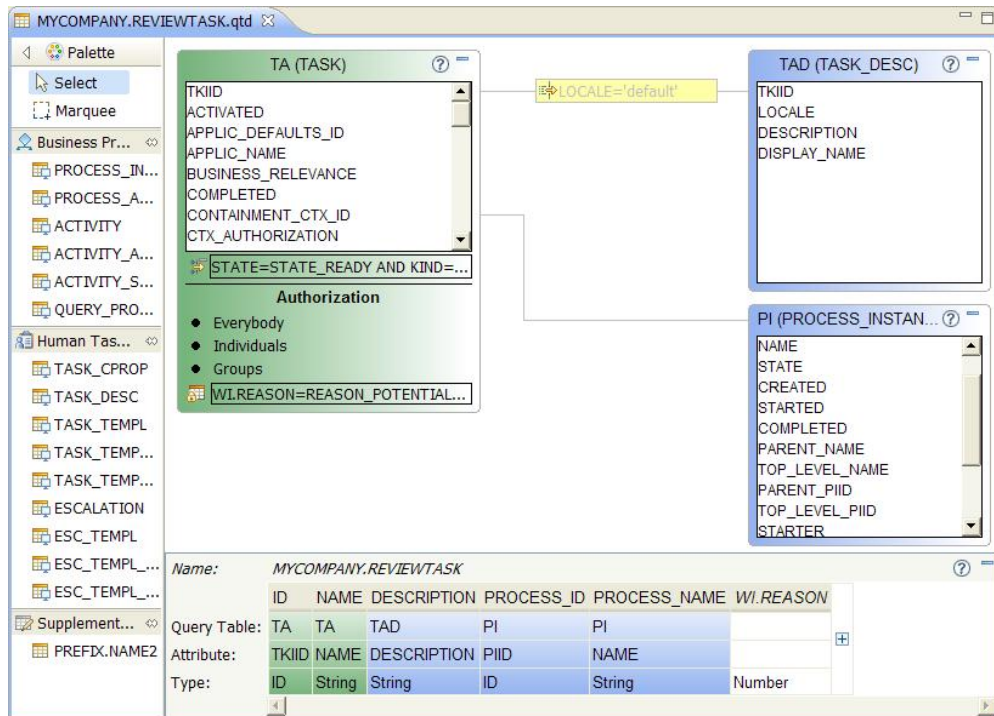 MYCOMPANY.REVIEWTASK.qtd
Palette
Select
Marquee
Business Pr...
PROCESS_IN...
PROCESS_A...
ACTIVITY
ACTIVITY_A...
ACTIVITY_S...
QUERY_PRO...
Human Tas...
TASK_CPROP
TASK_DESC
TASK_TEMPL
TASK_TEMP...
TASK_TEMP...
ESCALATION
ESC_TEMPL
ESC_TEMPL_...
ESC_TEMPL_...
Supplement...
PREFIX.NAME2
TA (TASK)
TKIID
ACTIVATED
APPLIC_DEFAULTS_ID
APPLIC_NAME
BUSINESS_RELEVANCE
COMPLETED
CONTAINMENT_CTX_ID
CTX_AUTHORIZATION
STATE=STATE_READY AND KIND=...
Authorization
• Everybody
• Individuals
• Groups
WI.REASON=REASON_POTENTIAL...
LOCALE='default'
TAD (TASK_DESC)
TKIID
LOCALE
DESCRIPTION
DISPLAY_NAME
PI (PROCESS_INSTAN...
NAME
STATE
CREATED
STARTED
COMPLETED
PARENT_NAME
TOP_LEVEL_NAME
PARENT_PIID
TOP_LEVEL_PIID
STARTER
Name: MYCOMPANY.REVIEWTASK
ID NAME DESCRIPTION PROCESS_ID PROCESS_NAME WI.REASON
Query Table: TA TA TAD PI PI
Attribute: TKIID NAME DESCRIPTION PIID NAME
Type: ID String String ID String Number